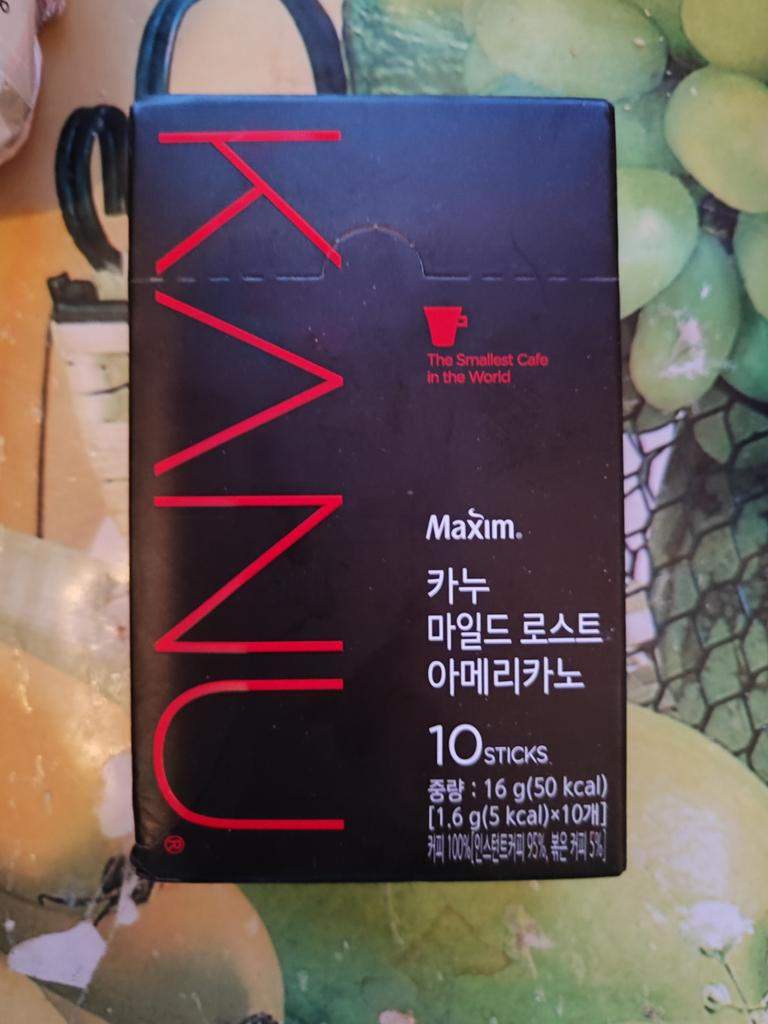 KANU®
The Smallest Cafe
in the World
Maxim®
카누
마일드 로스트
아메리카노
10 STICKS
중량 : 16 g(50 kcal)
[1.6 g(5 kcal)×10개]
커피 100%[인스턴트커피 95%, 볶은 커피 5%]